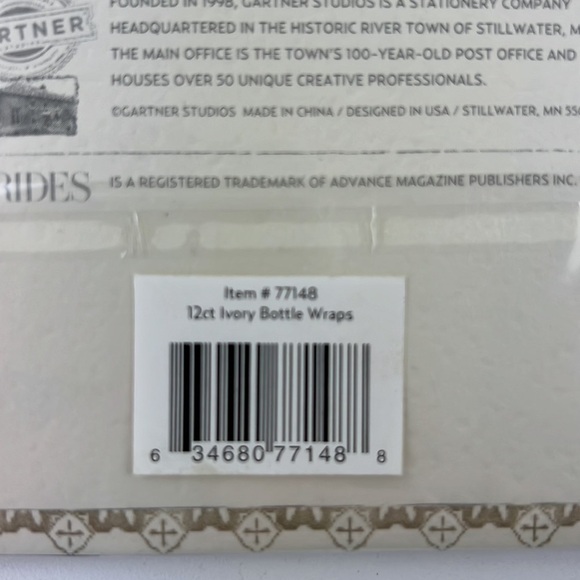 FOUNDED IN 1998, GARTNER STUDIOS IS A STATIONERY COMPANY
HEADQUARTERED IN THE HISTORIC RIVER TOWN OF STILLWATER, M
ARTNER
THE MAIN OFFICE IS THE TOWN'S 100-YEAR-OLD POST OFFICE AND
HOUSES OVER 50 UNIQUE CREATIVE PROFESSIONALS.
©GARTNER STUDIOS MADE IN CHINA / DESIGNED IN USA / STILLWATER, MN 550
RIDES IS A REGISTERED TRADEMARK OF ADVANCE MAGAZINE PUBLISHERS INC.
Item # 77148
12ct Ivory Bottle Wraps
6 34680 77148 8